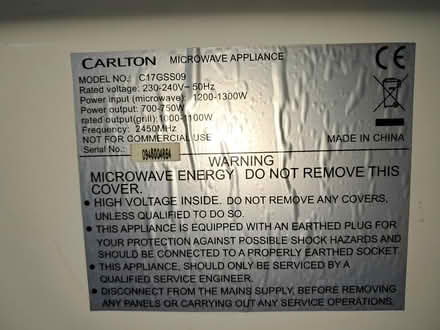 CARLTON MICROWAVE APPLIANCE CE
MODEL NO. C17GSS09
Rated voltage: 230-240V~50Hz
Power input (microwave): 1200-1300W
Power output 700-750W
rated output(grill):1000-1100W
Frequency: 2450MHz
NOT FOR COMMERCIAL USE MADE IN CHINA
Serial No.:
WARNING
MICROWAVE ENERGY DO NOT REMOVE THIS
COVER.
● HIGH VOLTAGE INSIDE. DO NOT REMOVE ANY COVERS,
UNLESS QUALIFIED TO DO SO.
● THIS APPLIANCE IS EQUIPPED WITH AN EARTHED PLUG FOR
YOUR PROTECTION AGAINST POSSIBLE SHOCK HAZARDS AND
SHOULD BE CONNECTED TO A PROPERLY EARTHED SOCKET.
● THIS APPLIANCE, SHOULD ONLY BE SERVICED BY A
QUALIFIED SERVICE ENGINEER.
● DISCONNECT FROM THE MAINS SUPPLY, BEFORE REMOVING
ANY PANELS OR CARRYING OUT ANY SERVICE OPERATIONS.